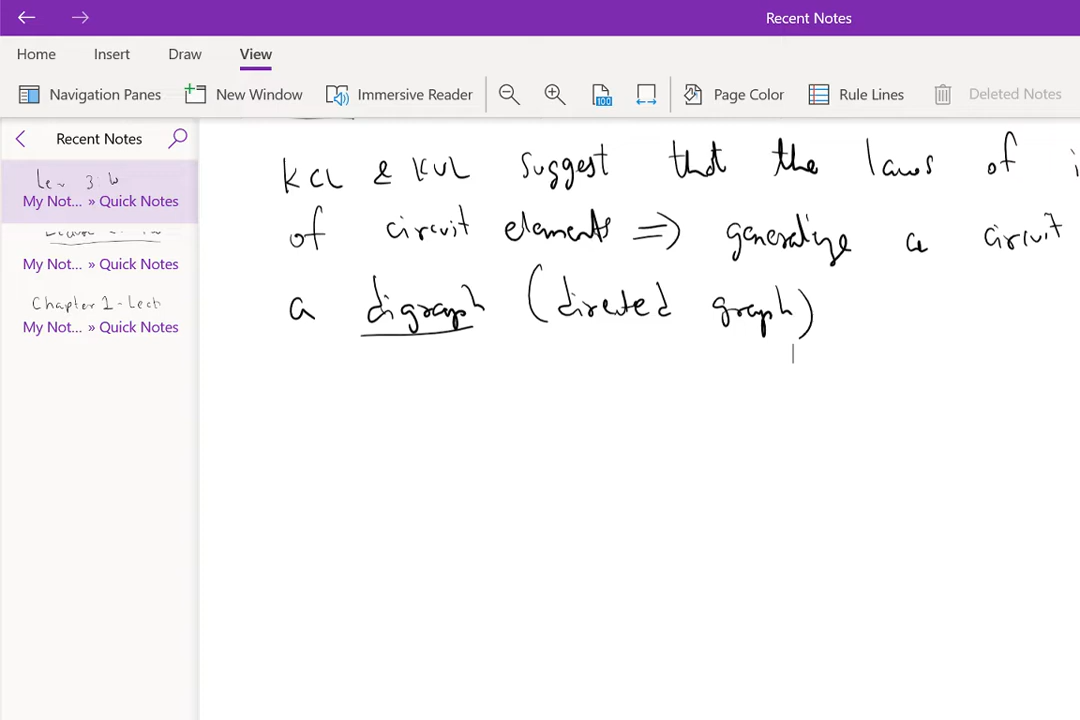 Recent Notes
Home Insert Draw View
Navigation Panes New Window Immersive Reader 100 Page Color Rule Lines Deleted Notes
Recent Notes
My Not... » Quick Notes
My Not... » Quick Notes
Chapter 1 - Lect
My Not... » Quick Notes
KCL & KVL suggest that the laws of i
of circuit elements => generalize a circuit
a digraph (directed graph)